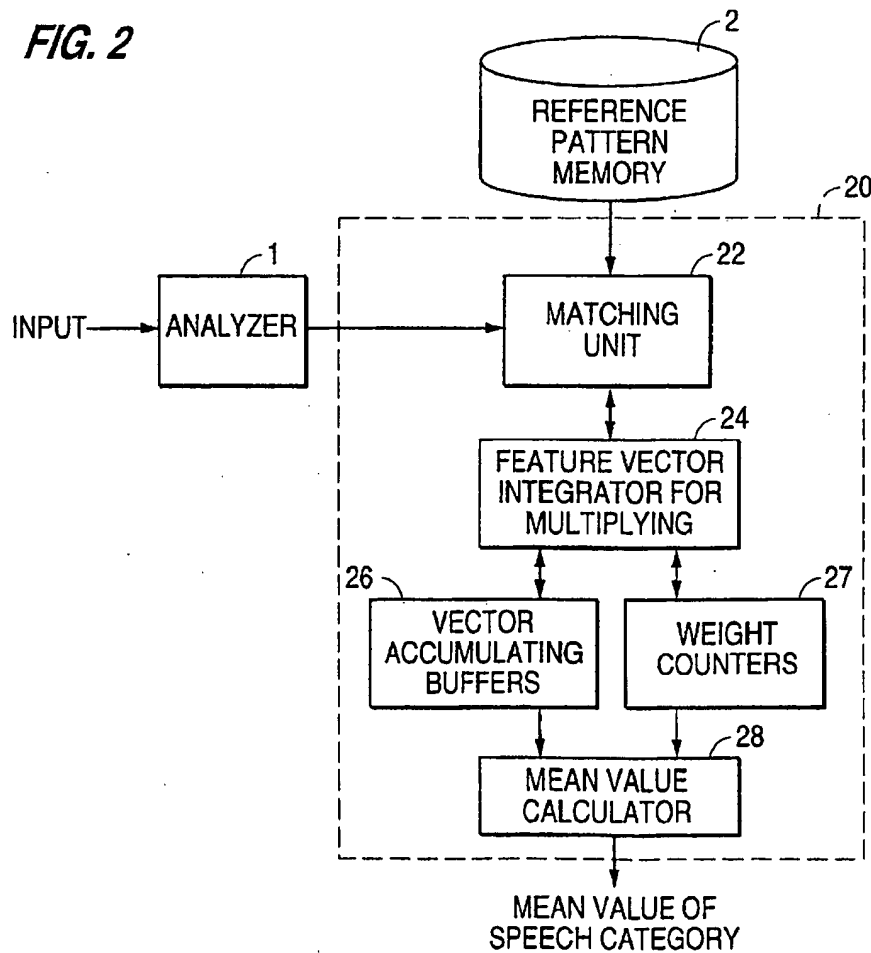 FIG. 2
2
REFERENCE
PATTERN
MEMORY
20
1
22
INPUT
ANALYZER
MATCHING
UNIT
24
FEATURE VECTOR
INTEGRATOR FOR
MULTIPLYING
26
27
VECTOR
ACCUMULATING
BUFFERS
WEIGHT
COUNTERS
28
MEAN VALUE
CALCULATOR
MEAN VALUE OF
SPEECH CATEGORY